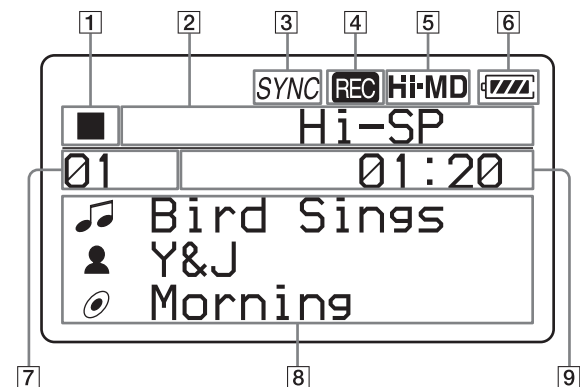 1 2 3 4 5 6
SYNC REC Hi-MD
Hi-SP
01 01:20
Bird Sings
Y&J
Morning
7 8 9